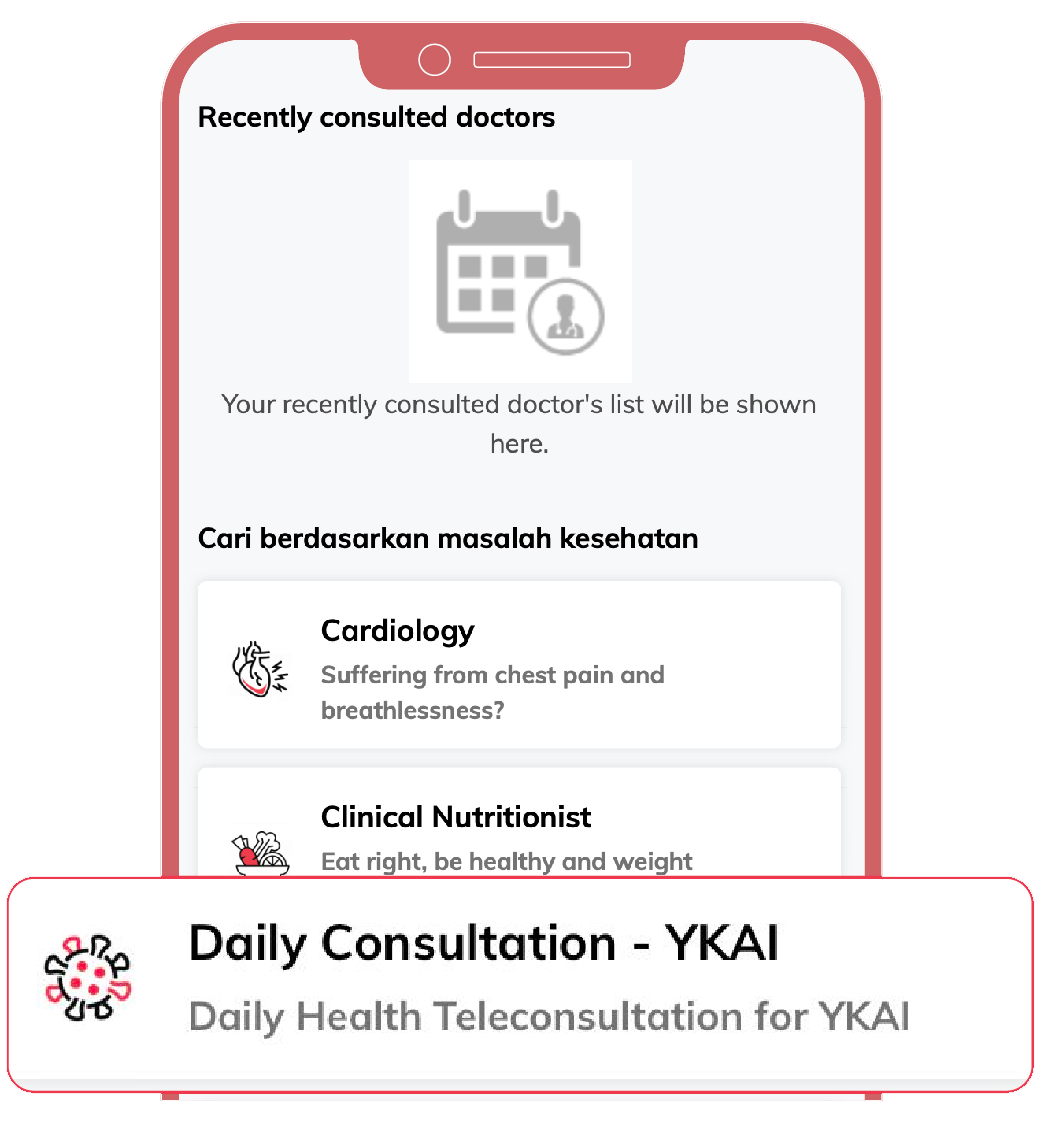 Recently consulted doctors
Your recently consulted doctor's list will be shown
here.
Cari berdasarkan masalah kesehatan
Cardiology
Suffering from chest pain and
breathlessness?
Clinical Nutritionist
Eat right, be healthy and weight
Daily Consultation - YKAI
Daily Health Teleconsultation for YKAI